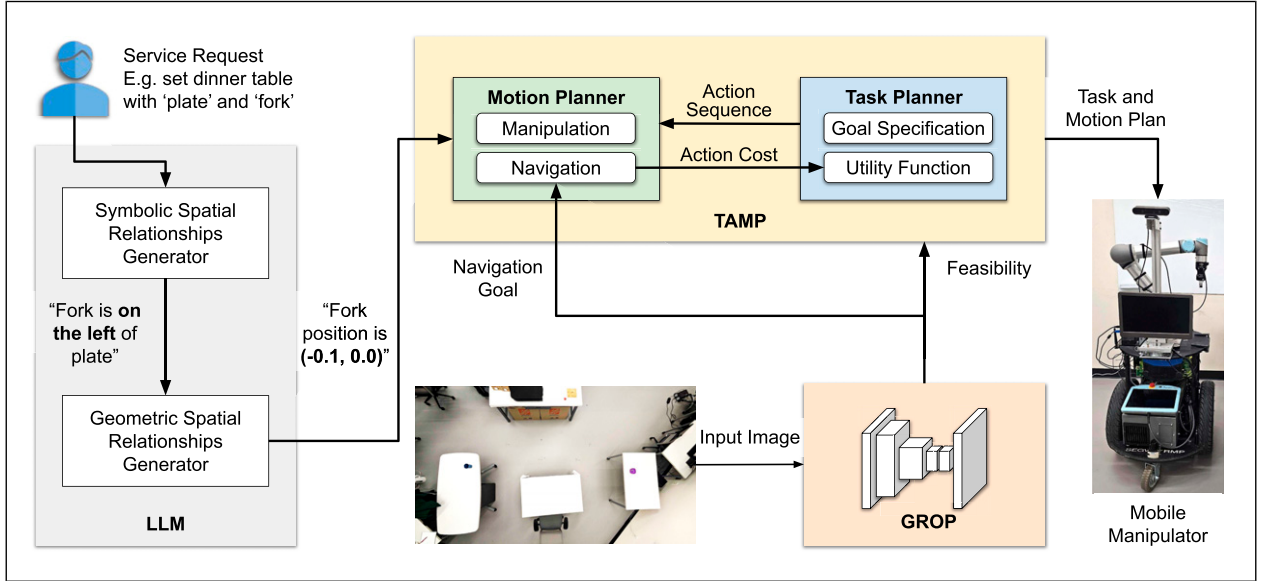 Service Request
E.g. set dinner table
with ‘plate’ and ‘fork’
Symbolic Spatial
Relationships
Generator
“Fork is on
the left of
plate”
Geometric Spatial
Relationships
Generator
LLM
“Fork
position is
(-0.1, 0.0)”
Motion Planner
Manipulation
Navigation
Action
Sequence
Action Cost
Task Planner
Goal Specification
Utility Function
TAMP
Navigation
Goal
Feasibility
Input Image
GROP
Task and
Motion Plan
Mobile
Manipulator